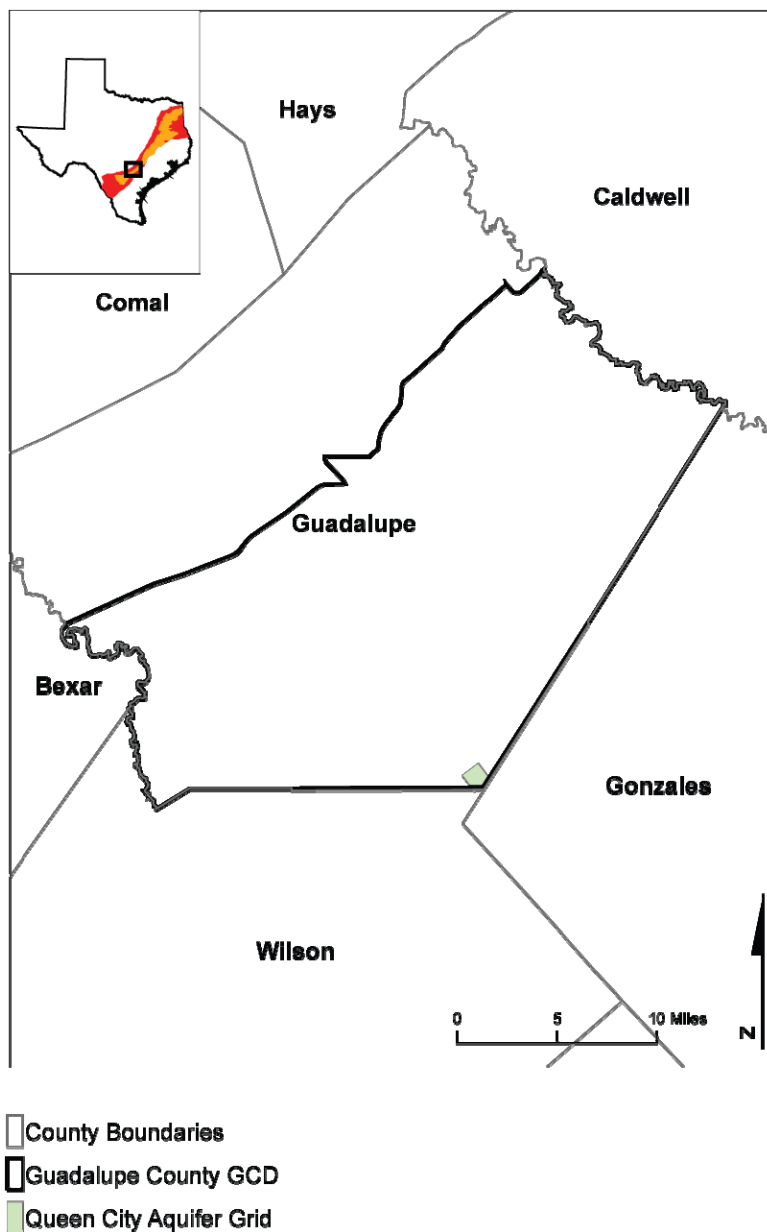 Hays
Caldwell
Comal
Guadalupe
Bexar
Gonzales
Wilson
0 5 10 Miles
N
County Boundaries
Guadalupe County GCD
Queen City Aquifer Grid